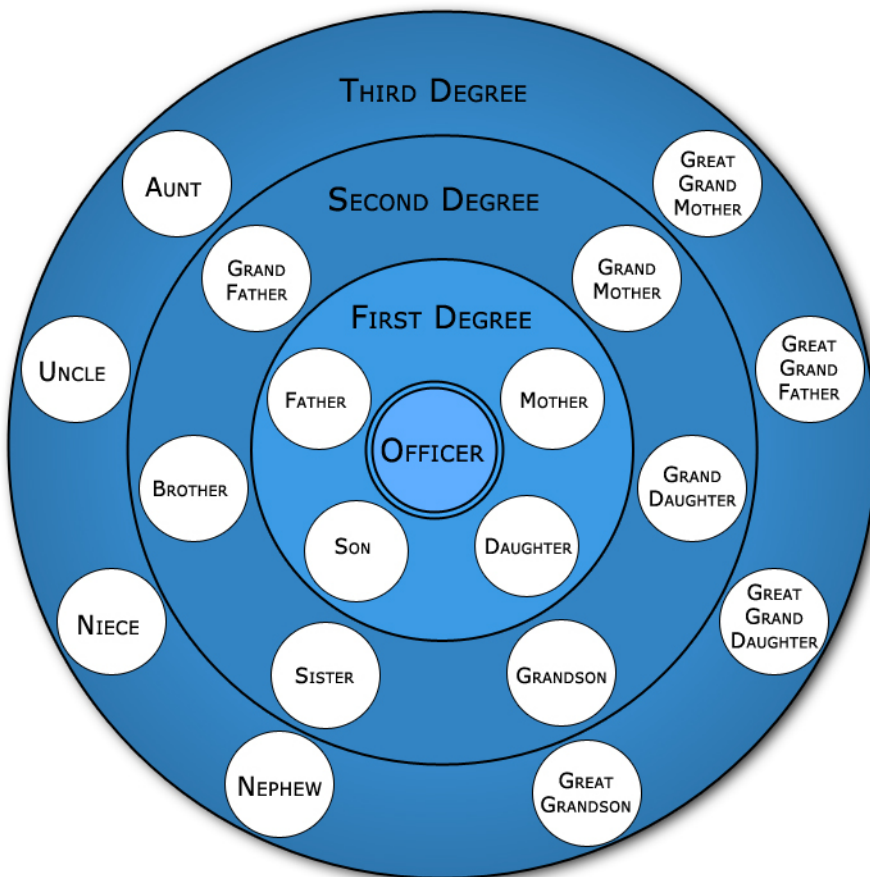 Third Degree
Aunt
Great
Grand
Mother
Second Degree
Grand
Father
Grand
Mother
First Degree
Uncle
Great
Grand
Father
Father
Mother
Officer
Brother
Grand
Daughter
Son
Daughter
Niece
Great
Grand
Daughter
Sister
Grandson
Nephew
Great
Grandson